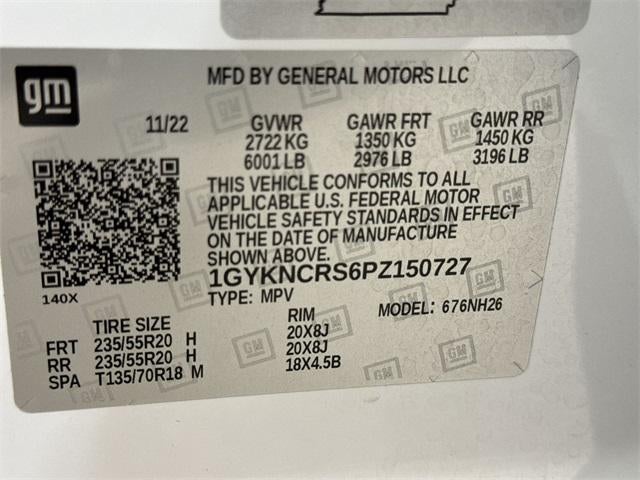 gm
MFD BY GENERAL MOTORS LLC
11/22 GVWR GAWR FRT GAWR RR
2722 KG 1350 KG 1450 KG
6001 LB 2976 LB 3196 LB
THIS VEHICLE CONFORMS TO ALL
APPLICABLE U.S. FEDERAL MOTOR
VEHICLE SAFETY STANDARDS IN EFFECT
ON THE DATE OF MANUFACTURE
SHOWN ABOVE.
140X
1GYKNCRS6PZ150727
TYPE: MPV MODEL: 676NH26
TIRE SIZE RIM
FRT 235/55R20 H 20X8J
RR 235/55R20 H 20X8J
SPA T135/70R18 M 18X4.5B